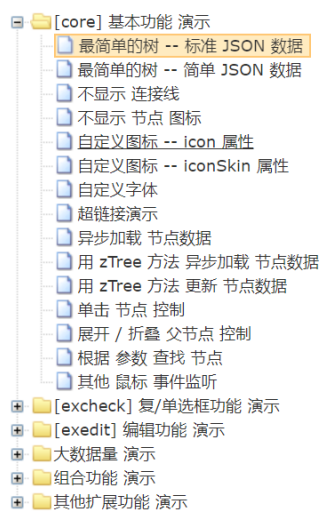 [core] 基本功能 演示
最简单的树 -- 标准 JSON 数据
最简单的树 -- 简单 JSON 数据
不显示 连接线
不显示 节点 图标
自定义图标 -- icon 属性
自定义图标 -- iconSkin 属性
自定义字体
超链接演示
异步加载 节点数据
用 zTree 方法 异步加载 节点数据
用 zTree 方法 更新 节点数据
单击 节点 控制
展开 / 折叠 父节点 控制
根据 参数 查找 节点
其他 鼠标 事件监听
[excheck] 复/单选框功能 演示
[exedit] 编辑功能 演示
大数据量 演示
组合功能 演示
其他扩展功能 演示